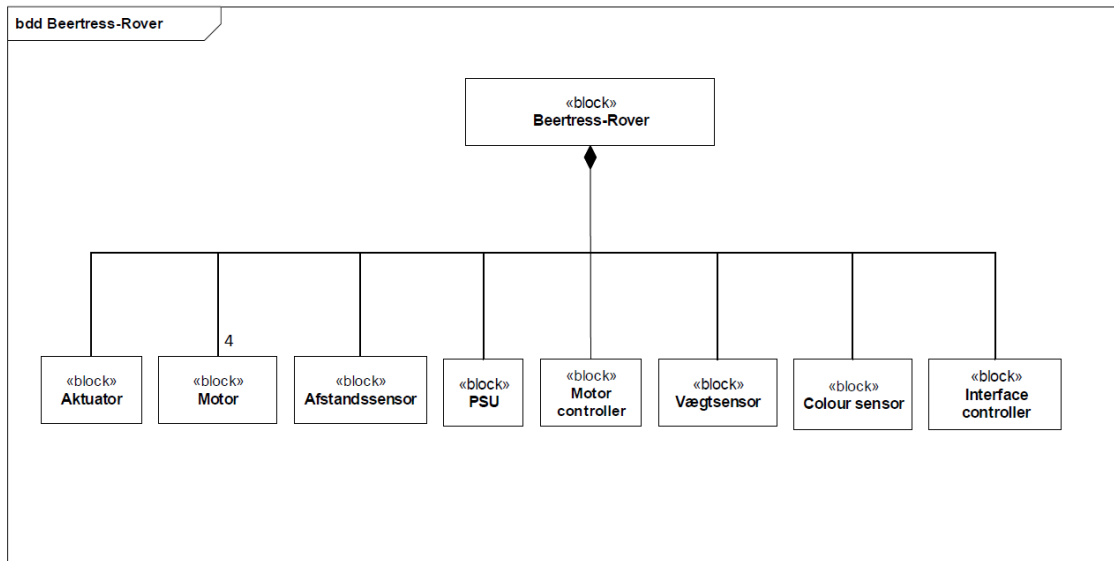 bdd Beertress-Rover
«block»
Beertress-Rover
4
«block»
Aktuator
«block»
Motor
«block»
Afstandssensor
«block»
PSU
«block»
Motor
controller
«block»
Vægtsensor
«block»
Colour sensor
«block»
Interface
controller